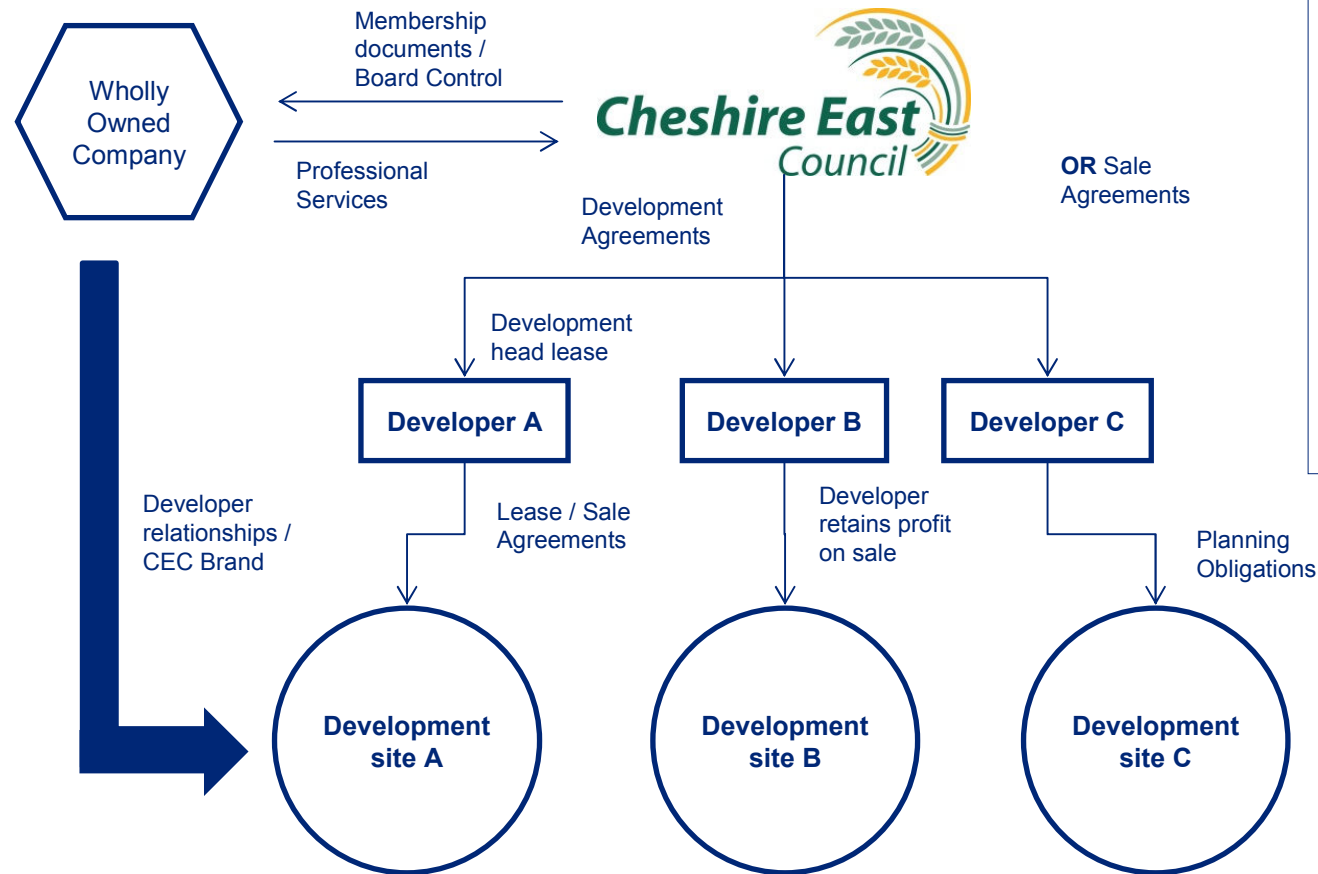 Membership
documents /
Board Control
Wholly
Owned
Company
Cheshire East
Council
Professional
Services
OR Sale
Agreements
Development
Agreements
Development
head lease
Developer A
Developer B
Developer C
Developer
relationships /
CEC Brand
Lease / Sale
Agreements
Developer
retains profit
on sale
Planning
Obligations
Development
site A
Development
site B
Development
site C